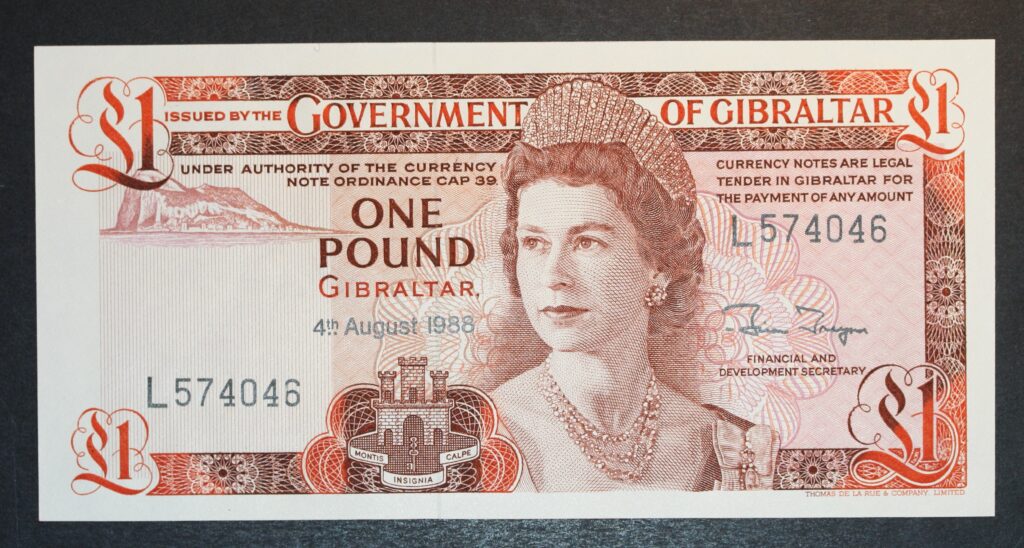 £1
ISSUED BY THE GOVERNMENT OF GIBRALTAR
£1
UNDER AUTHORITY OF THE CURRENCY
NOTE ORDINANCE CAP 39
CURRENCY NOTES ARE LEGAL
TENDER IN GIBRALTAR FOR
THE PAYMENT OF ANY AMOUNT
ONE
POUND
GIBRALTAR,
4th August 1988
L574046
FINANCIAL AND
DEVELOPMENT SECRETARY
L574046
£1
MONTIS CALPE
INSIGNIA
£1
THOMAS DE LA RUE & COMPANY, LIMITED